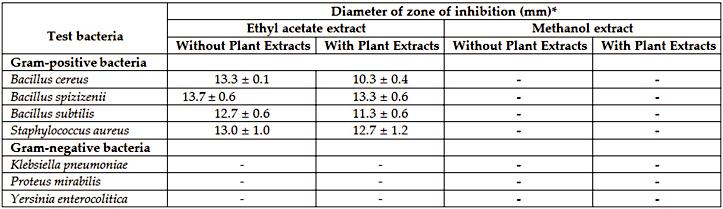 Test bacteria Diameter of zone of inhibition (mm)*
Ethyl acetate extract Methanol extract
Without Plant Extracts With Plant Extracts Without Plant Extracts With Plant Extracts
Gram-positive bacteria
Bacillus cereus 13.3 ± 0.1 10.3 ± 0.4 - -
Bacillus spizizenii 13.7 ± 0.6 13.3 ± 0.6 - -
Bacillus subtilis 12.7 ± 0.6 11.3 ± 0.6 - -
Staphylococcus aureus 13.0 ± 1.0 12.7 ± 1.2 - -
Gram-negative bacteria
Klebsiella pneumoniae - - - -
Proteus mirabilis - - - -
Yersinia enterocolitica - - - -